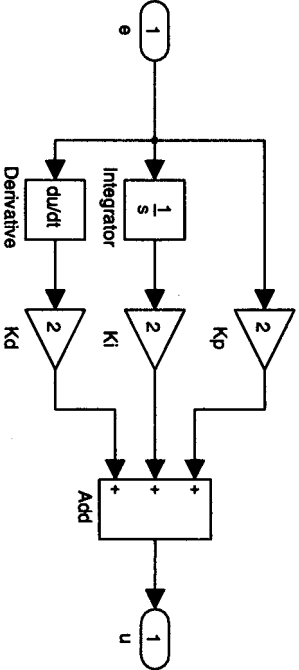 1
e
2
Kp
1
s
Integrator
2
Ki
du/dt
Derivative
2
Kd
+
+
+
Add
1
u